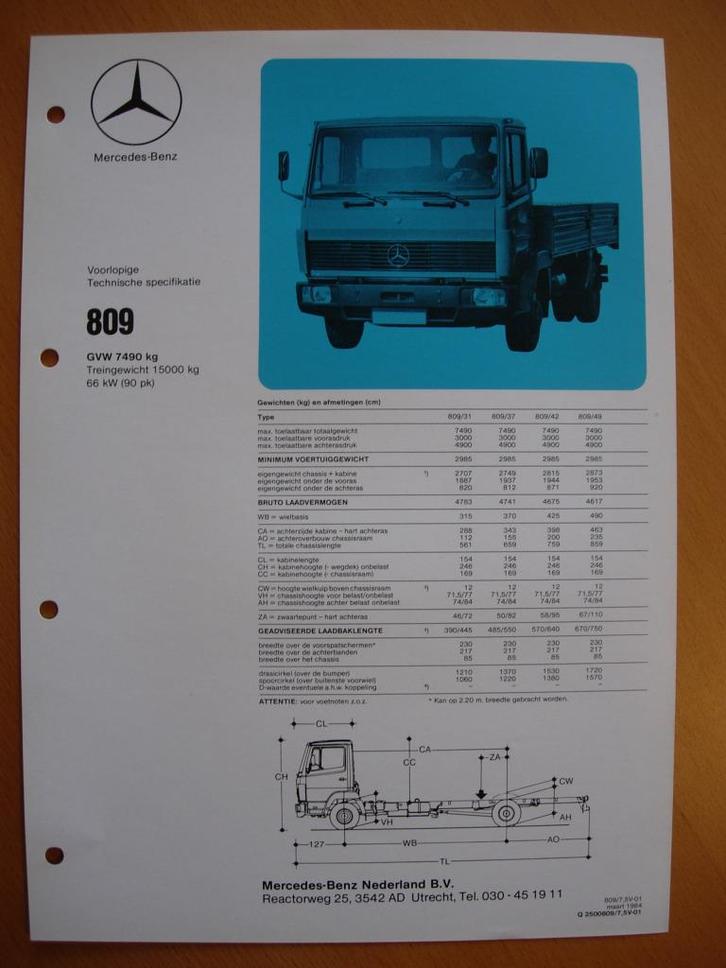 Mercedes-Benz
Voorlopige
Technische specifikatie
809
GVW 7490 kg
Treingewicht 15000 kg
66 kW (90 pk)
Gewichten (kg) en afmetingen (cm)
Type 809/31 809/37 809/42 809/49
max. toelaatbaar totaalgewicht 7490 7490 7490 7490
max. toelaatbare voorasdruk 3000 3000 3000 3000
max. toelaatbare achterasdruk 4900 4900 4900 4900
MINIMUM VOERTUIGGEWICHT 2985 2985 2985 2985
eigengewicht chassis + kabine ¹) 2707 2749 2815 2873
eigengewicht onder de vooras 1887 1937 1944 1953
eigengewicht onder de achteras 820 812 871 920
BRUTO LAADVERMOGEN 4783 4741 4675 4617
WB = wielbasis 315 370 425 490
CA = achterzijde kabine - hart achteras 288 343 398 463
AO = achteroverbouw chassisraam 112 155 200 235
TL = totale chassislengte 561 659 759 859
CL = kabinelengte 154 154 154 154
CH = kabinehoogte (- wegdek) onbelast 246 246 246 246
CC = kabinehoogte (- chassisraam) 169 169 169 169
CW = hoogte wielkuip boven chassisraam ²) 12 12 12 12
VH = chassishoogte voor belast/onbelast 71,5/77 71,5/77 71,5/77 71,5/77
AH = chassishoogte achter belast onbelast 74/84 74/84 74/84 74/84
ZA = zwaartepunt - hart achteras 46/72 50/82 58/95 67/110
GEADVISEERDE LAADBAKLENGTE ³) 390/445 485/550 570/640 670/750
breedte over de voorspatschermen* 230 230 230 230
breedte over de achterbanden 217 217 217 217
breedte over het chassis 85 85 85 85
draaicirkel (over de bumper) 1210 1370 1530 1720
spoorcirkel (over buitenste voorwiel) 1060 1220 1380 1570
D-waarde eventuele a.h.w. koppeling ⁴) – – – –
ATTENTIE: voor voetnoten z.o.z. * Kan op 2.20 m. breedte gebracht worden.
CL
CA
ZA
CC
CH
CW
VH
AH
127
WB
AO
TL
Mercedes-Benz Nederland B.V.
Reactorweg 25, 3542 AD Utrecht, Tel. 030 - 45 19 11
809/7,5V-01
maart 1984
Q 2500809/7,5V-01